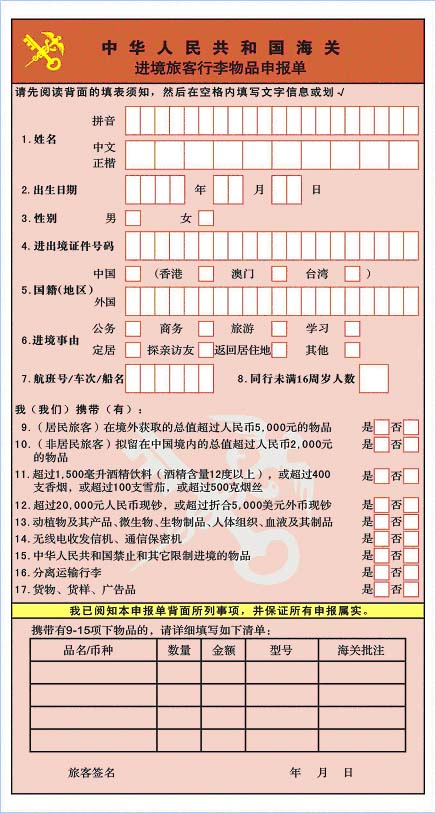 中华人民共和国海关
进境旅客行李物品申报单
请先阅读背面的填表须知，然后在空格内填写文字信息或划√
拼音
1.姓名
中文
正楷
2.出生日期 年 月 日
3.性别 男 女
4.进出境证件号码
中国 （香港 澳门 台湾 ）
5.国籍(地区)
外国
公务 商务 旅游 学习
6.进境事由
定居 探亲访友 返回居住地 其他
7.航班号/车次/船名 8.同行未满16周岁人数
我（我们）携带（有）：
9.（居民旅客）在境外获取的总值超过人民币5,000元的物品 是 否
10.（非居民旅客）拟留在中国境内的总值超过人民币2,000元 是 否
的物品
11.超过1,500毫升酒精饮料（酒精含量12度以上），或超过400 是 否
支香烟，或超过100支雪茄，或超过500克烟丝
12.超过20,000元人民币现钞，或超过折合5,000美元外币现钞 是 否
13.动植物及其产品、微生物、生物制品、人体组织、血液及其制品 是 否
14.无线电收发信机、通信保密机 是 否
15.中华人民共和国禁止和其它限制进境的物品 是 否
16.分离运输行李 是 否
17.货物、货样、广告品 是 否
我已阅知本申报单背面所列事项，并保证所有申报属实。
携带有9-15项下物品的，请详细填写如下清单：
品名/币种 数量 金额 型号 海关批注
旅客签名 年 月 日